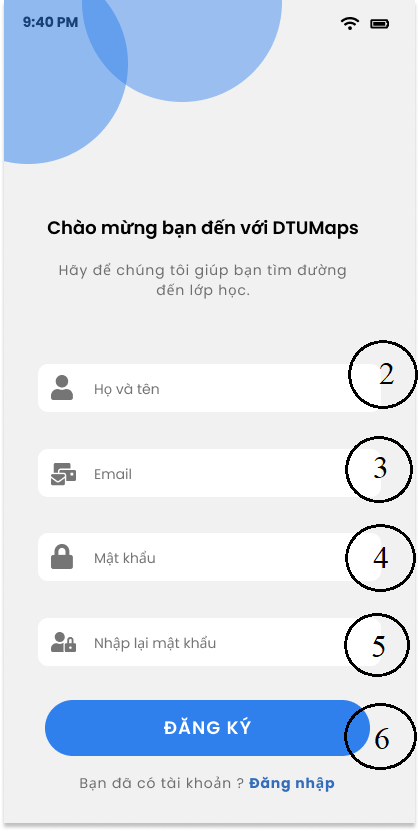 9:40 PM
Chào mừng bạn đến với DTUMaps
Hãy để chúng tôi giúp bạn tìm đường
đến lớp học.
Họ và tên
2
Email
3
Mật khẩu
4
Nhập lại mật khẩu
5
ĐĂNG KÝ
6
Bạn đã có tài khoản ? Đăng nhập